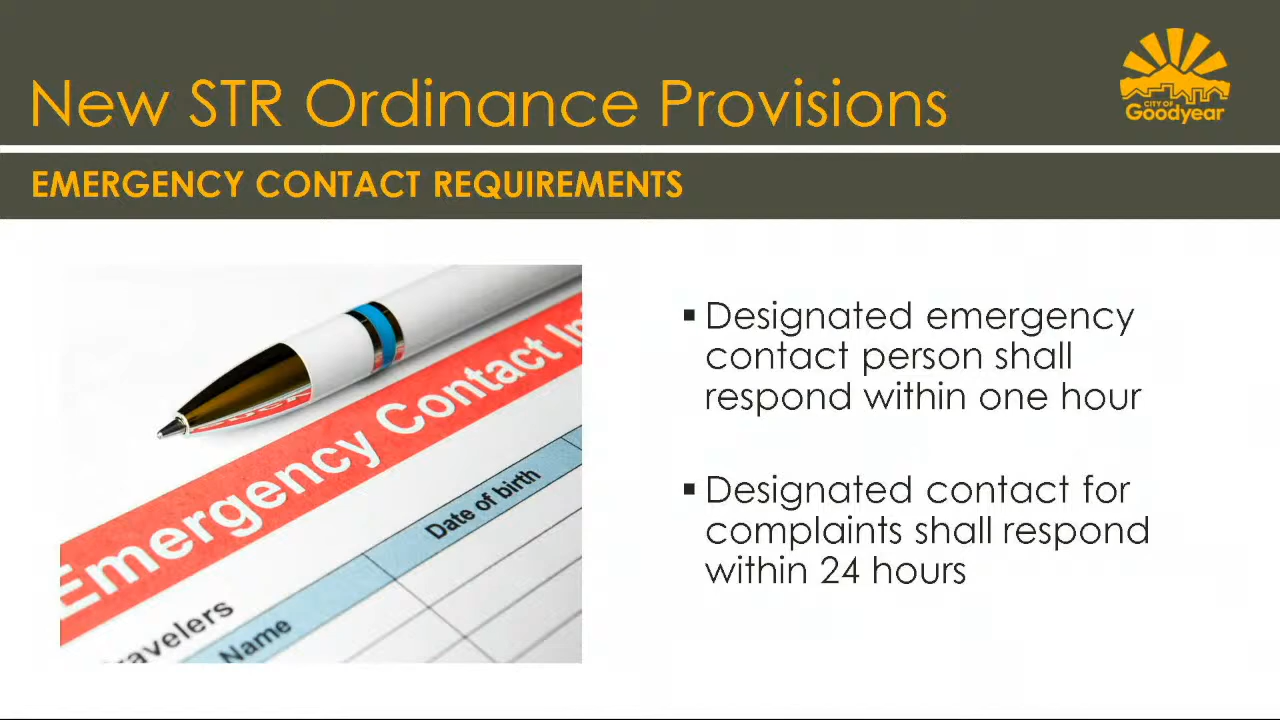 New STR Ordinance Provisions
CITY OF
Goodyear
EMERGENCY CONTACT REQUIREMENTS
▪ Designated emergency
contact person shall
respond within one hour
▪ Designated contact for
complaints shall respond
within 24 hours
Emergency Contact In
Date of birth
Name
ravelers